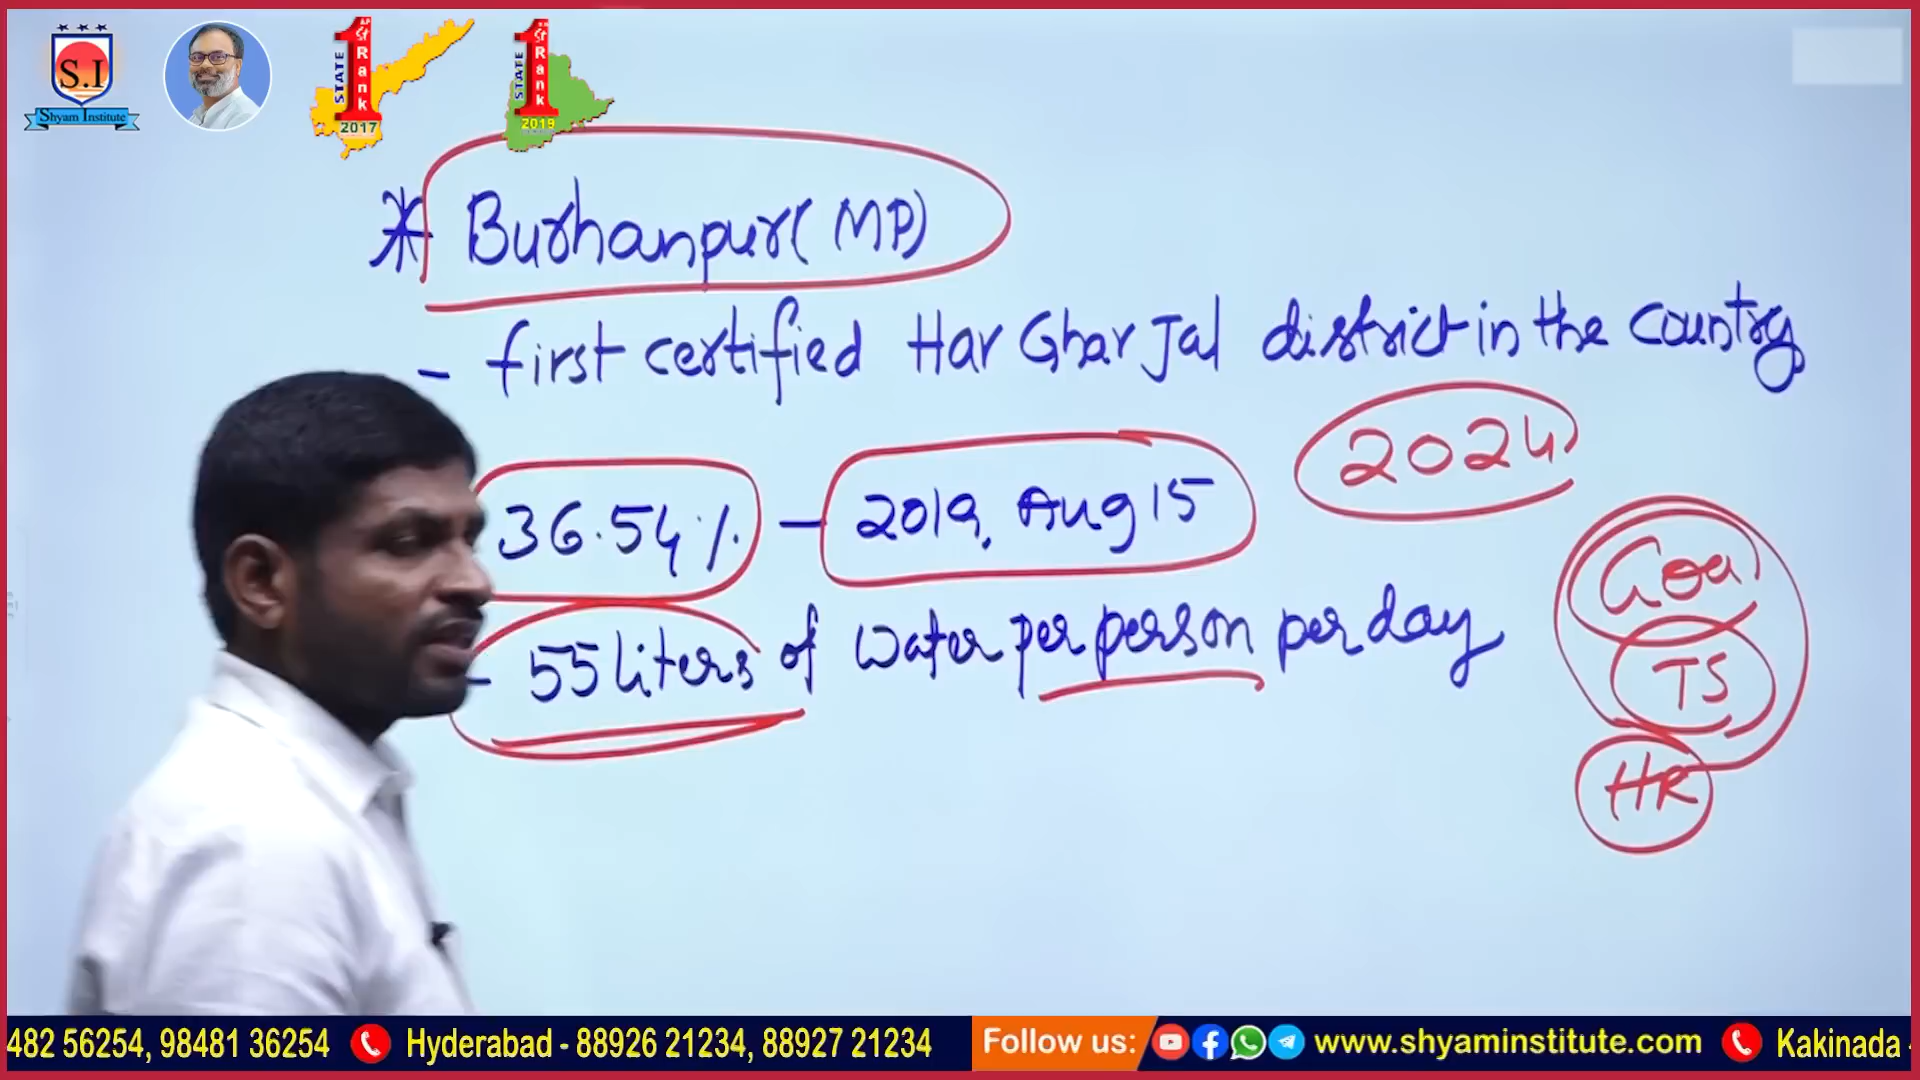 S.I
Shyam Institute
STATE 1st Rank
2017
STATE 1st Rank
2019
* Burhanpur (MP)
- first certified Har Ghar Jal district in the country
2024
36.54% - 2019, Aug 15
Goa
- 55 liters of water per person per day
TS
HR
482 56254, 98481 36254 Hyderabad - 88926 21234, 88927 21234 Follow us: www.shyaminstitute.com Kakinada -